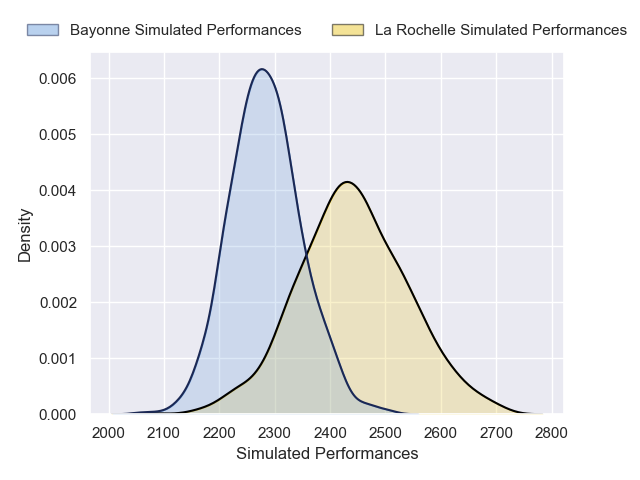 Bayonne Simulated Performances La Rochelle Simulated Performances
0.006
0.005
0.004
0.003
0.002
0.001
0.000
Density
2000 2100 2200 2300 2400 2500 2600 2700 2800
Simulated Performances